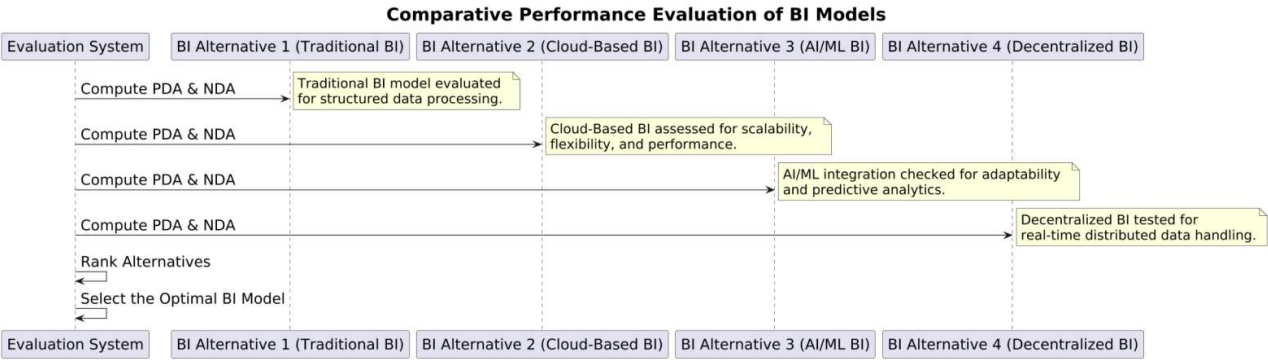 Comparative Performance Evaluation of BI Models
Evaluation System
BI Alternative 1 (Traditional BI)
BI Alternative 2 (Cloud-Based BI)
BI Alternative 3 (AI/ML BI)
BI Alternative 4 (Decentralized BI)
Compute PDA & NDA
Traditional BI model evaluated
for structured data processing.
Compute PDA & NDA
Cloud-Based BI assessed for scalability,
flexibility, and performance.
Compute PDA & NDA
AI/ML integration checked for adaptability
and predictive analytics.
Compute PDA & NDA
Decentralized BI tested for
real-time distributed data handling.
Rank Alternatives
Select the Optimal BI Model
Evaluation System
BI Alternative 1 (Traditional BI)
BI Alternative 2 (Cloud-Based BI)
BI Alternative 3 (AI/ML BI)
BI Alternative 4 (Decentralized BI)